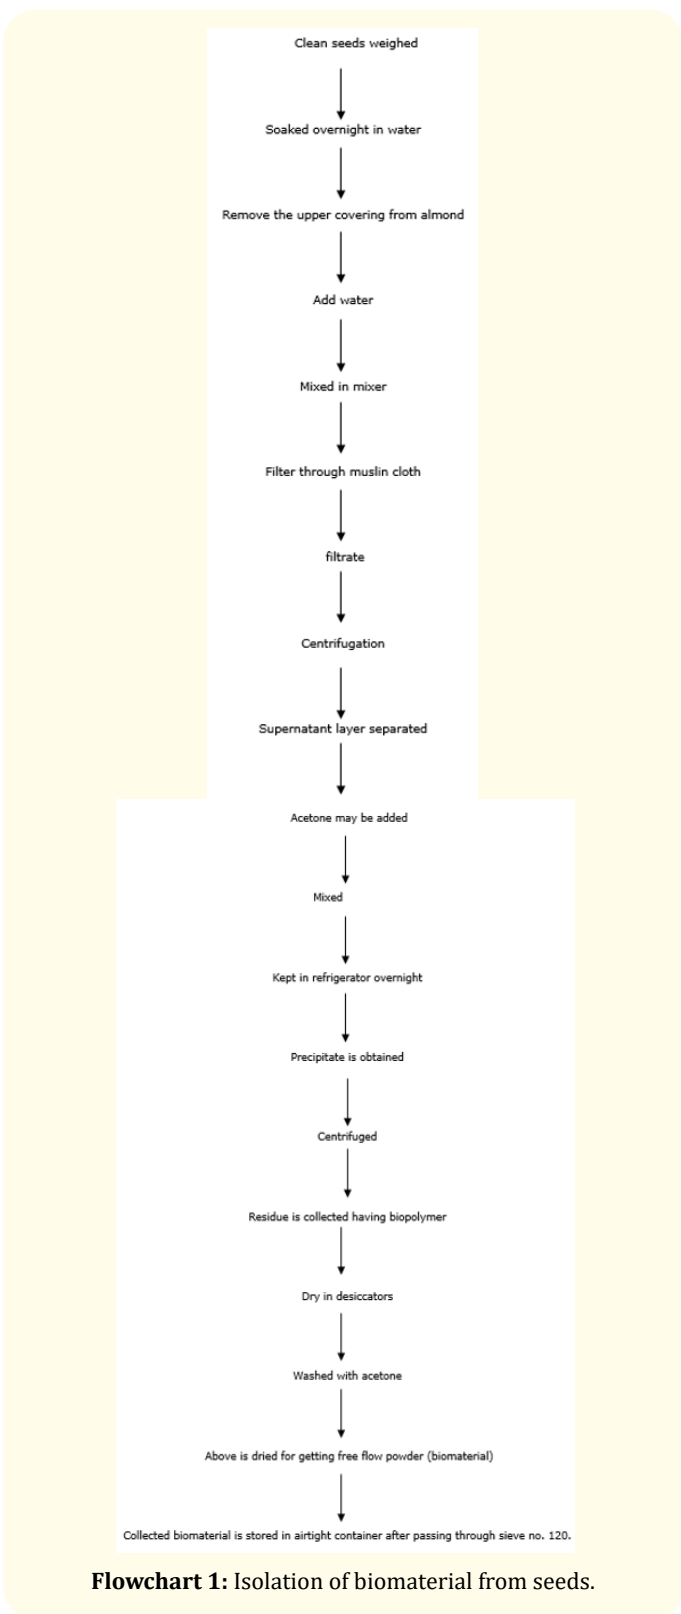 Clean seeds weighed
Soaked overnight in water
Remove the upper covering from almond
Add water
Mixed in mixer
Filter through muslin cloth
filtrate
Centrifugation
Supernatant layer separated
Acetone may be added
Mixed
Kept in refrigerator overnight
Precipitate is obtained
Centrifuged
Residue is collected having biopolymer
Dry in desiccators
Washed with acetone
Above is dried for getting free flow powder (biomaterial)
Collected biomaterial is stored in airtight container after passing through sieve no. 120.
Flowchart 1: Isolation of biomaterial from seeds.